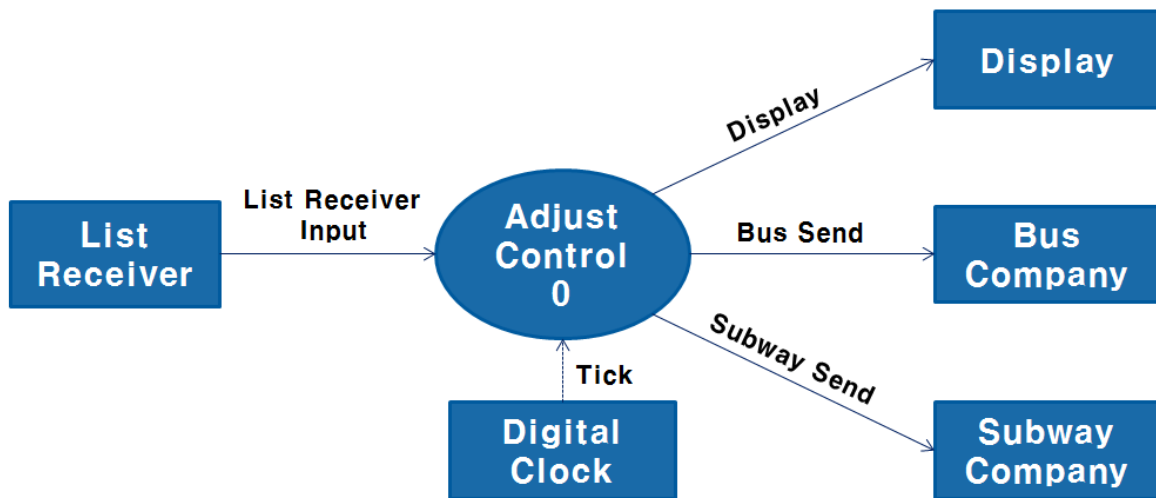 Display
Display
List Receiver
Input
List
Receiver
Adjust
Control
0
Bus Send
Bus
Company
Subway Send
Tick
Digital
Clock
Subway
Company